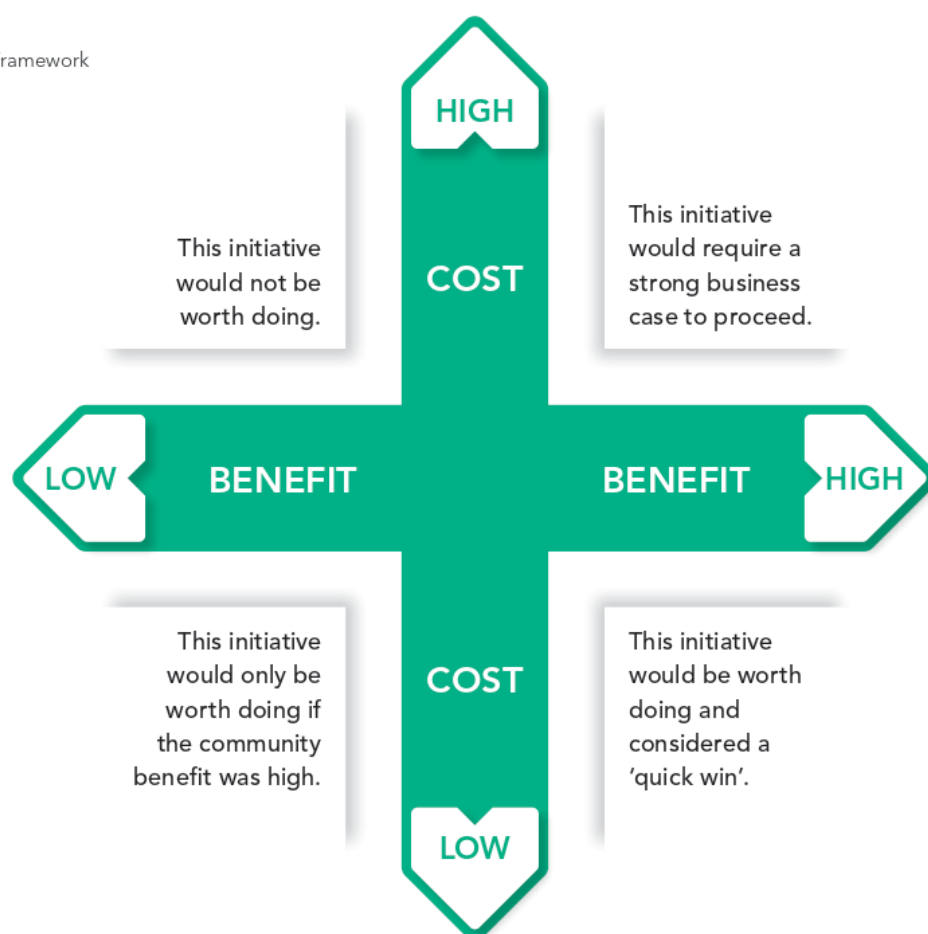 ramework
HIGH
This initiative
would not be
worth doing.
COST
This initiative
would require a
strong business
case to proceed.
LOW
BENEFIT
BENEFIT
HIGH
This initiative
would only be
worth doing if
the community
benefit was high.
COST
This initiative
would be worth
doing and
considered a
‘quick win’.
LOW